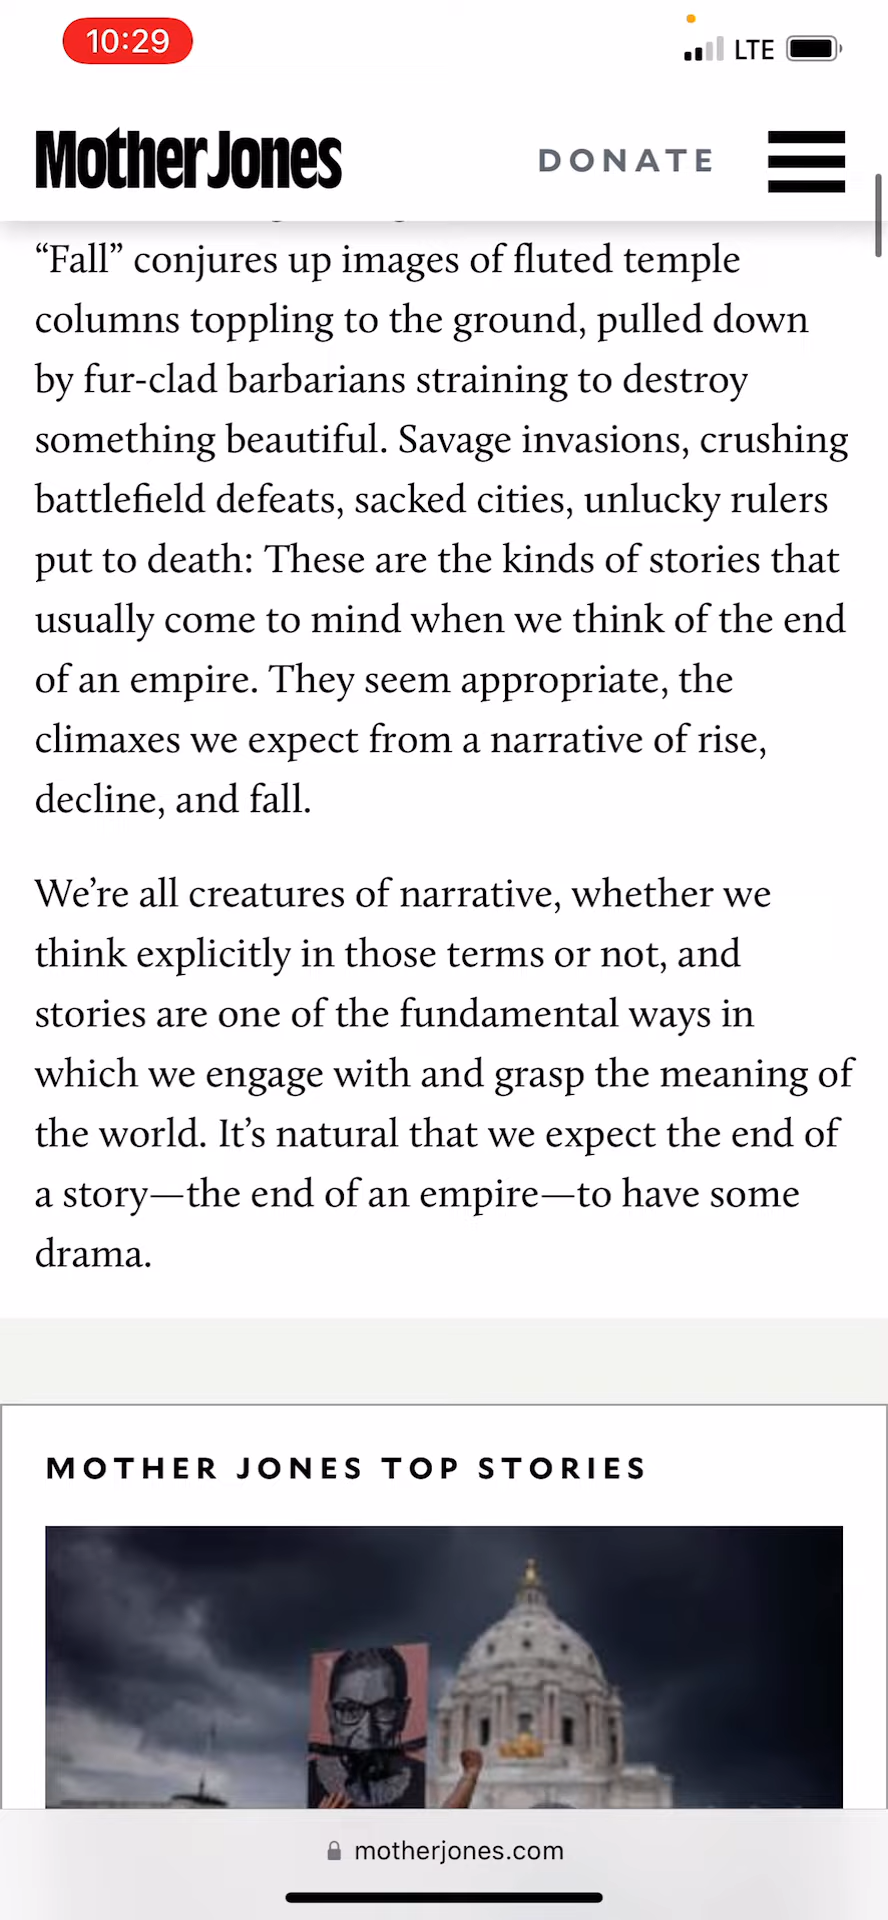 10:29
LTE
Mother Jones
DONATE
“Fall” conjures up images of fluted temple
columns toppling to the ground, pulled down
by fur-clad barbarians straining to destroy
something beautiful. Savage invasions, crushing
battlefield defeats, sacked cities, unlucky rulers
put to death: These are the kinds of stories that
usually come to mind when we think of the end
of an empire. They seem appropriate, the
climaxes we expect from a narrative of rise,
decline, and fall.
We’re all creatures of narrative, whether we
think explicitly in those terms or not, and
stories are one of the fundamental ways in
which we engage with and grasp the meaning of
the world. It’s natural that we expect the end of
a story—the end of an empire—to have some
drama.
MOTHER JONES TOP STORIES
motherjones.com